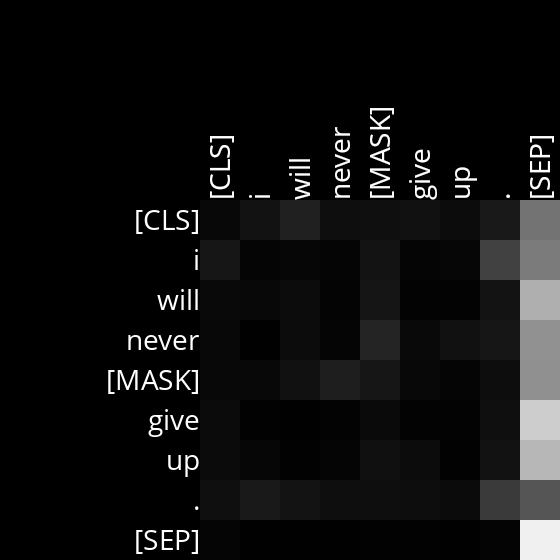 [CLS] i will never [MASK] give up . [SEP]
[CLS]
i
will
never
[MASK]
give
up
.
[SEP]